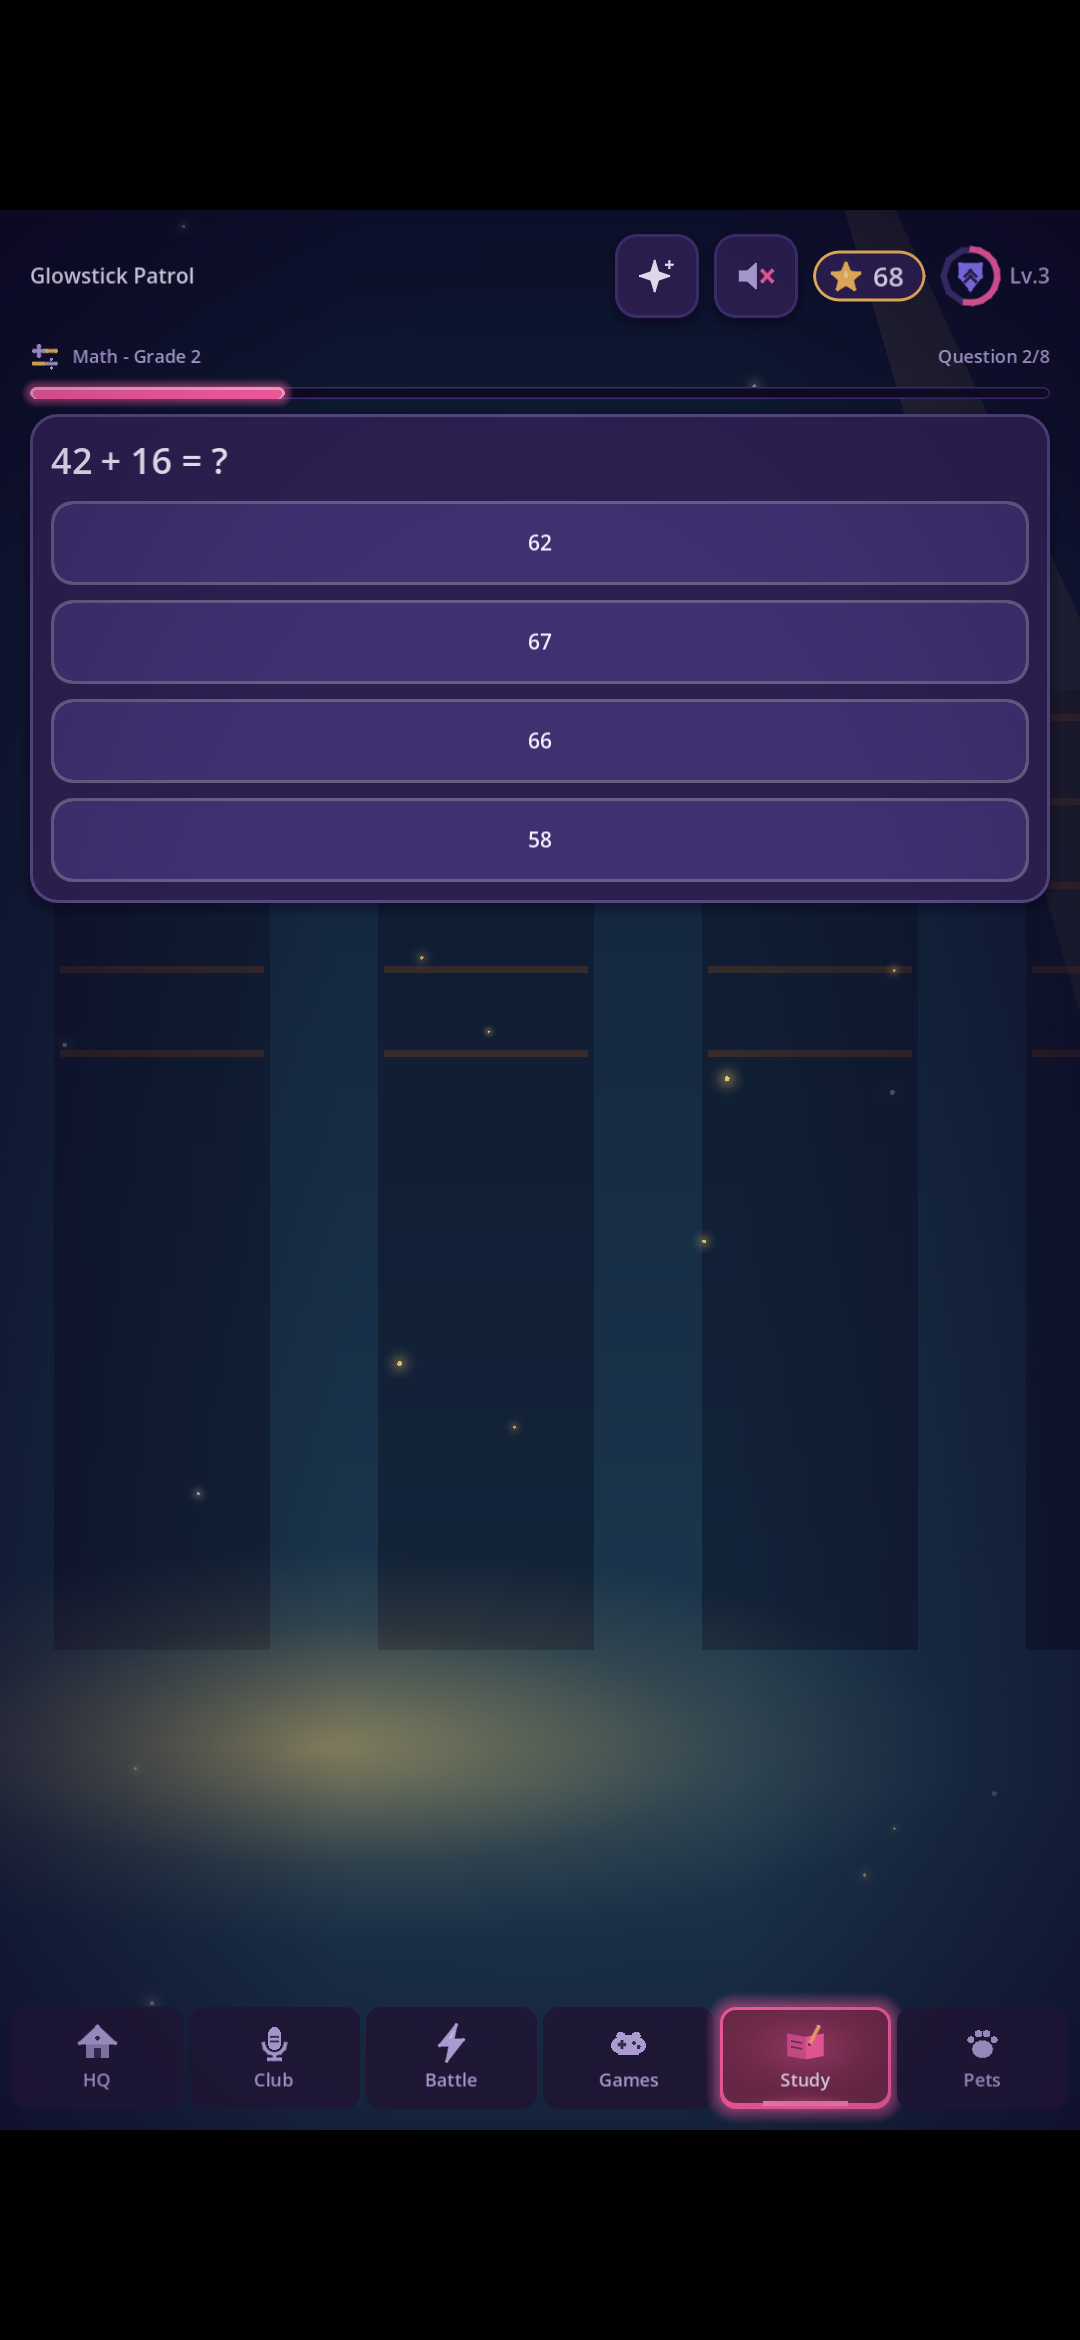 Glowstick Patrol
68
Lv.3
Math - Grade 2
Question 2/8
42 + 16 = ?
62
67
66
58
HQ
Club
Battle
Games
Study
Pets